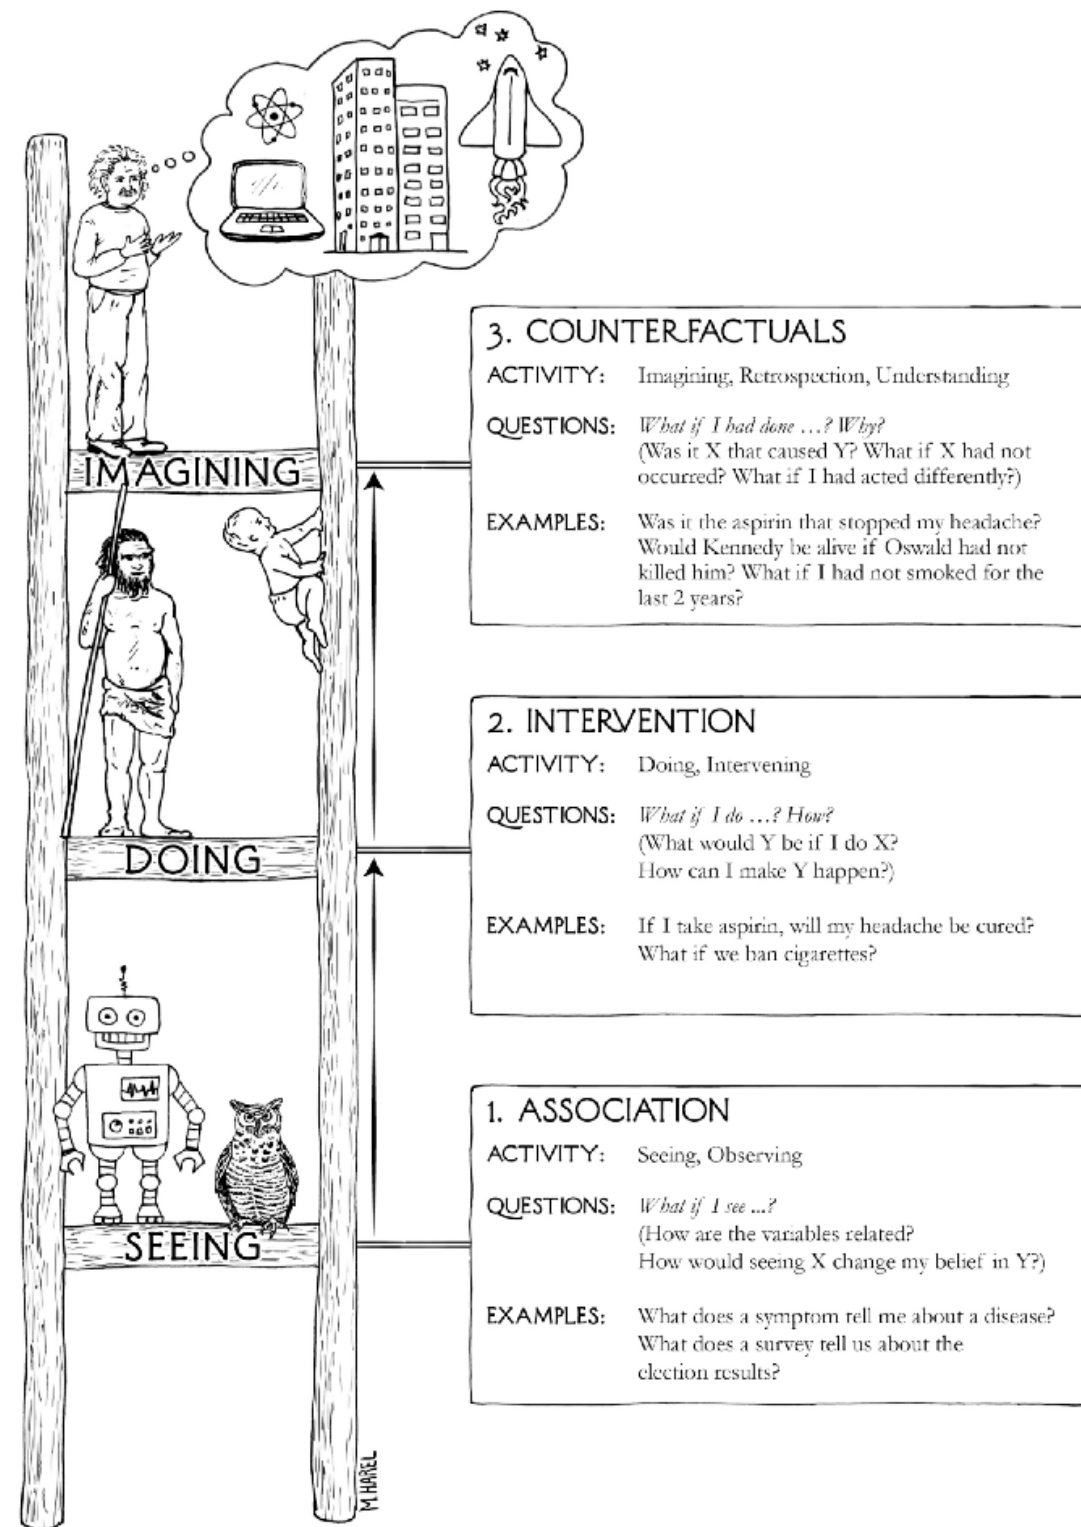 3. COUNTERFACTUALS
ACTIVITY: Imagining, Retrospection, Understanding
QUESTIONS: What if I had done …? Why?
(Was it X that caused Y? What if X had not
occurred? What if I had acted differently?)
EXAMPLES: Was it the aspirin that stopped my headache?
Would Kennedy be alive if Oswald had not
killed him? What if I had not smoked for the
last 2 years?
IMAGINING
2. INTERVENTION
ACTIVITY: Doing, Intervening
QUESTIONS: What if I do …? How?
(What would Y be if I do X?
How can I make Y happen?)
EXAMPLES: If I take aspirin, will my headache be cured?
What if we ban cigarettes?
DOING
1. ASSOCIATION
ACTIVITY: Seeing, Observing
QUESTIONS: What if I see ...?
(How are the variables related?
How would seeing X change my belief in Y?)
EXAMPLES: What does a symptom tell me about a disease?
What does a survey tell us about the
election results?
SEEING
M.HAREL